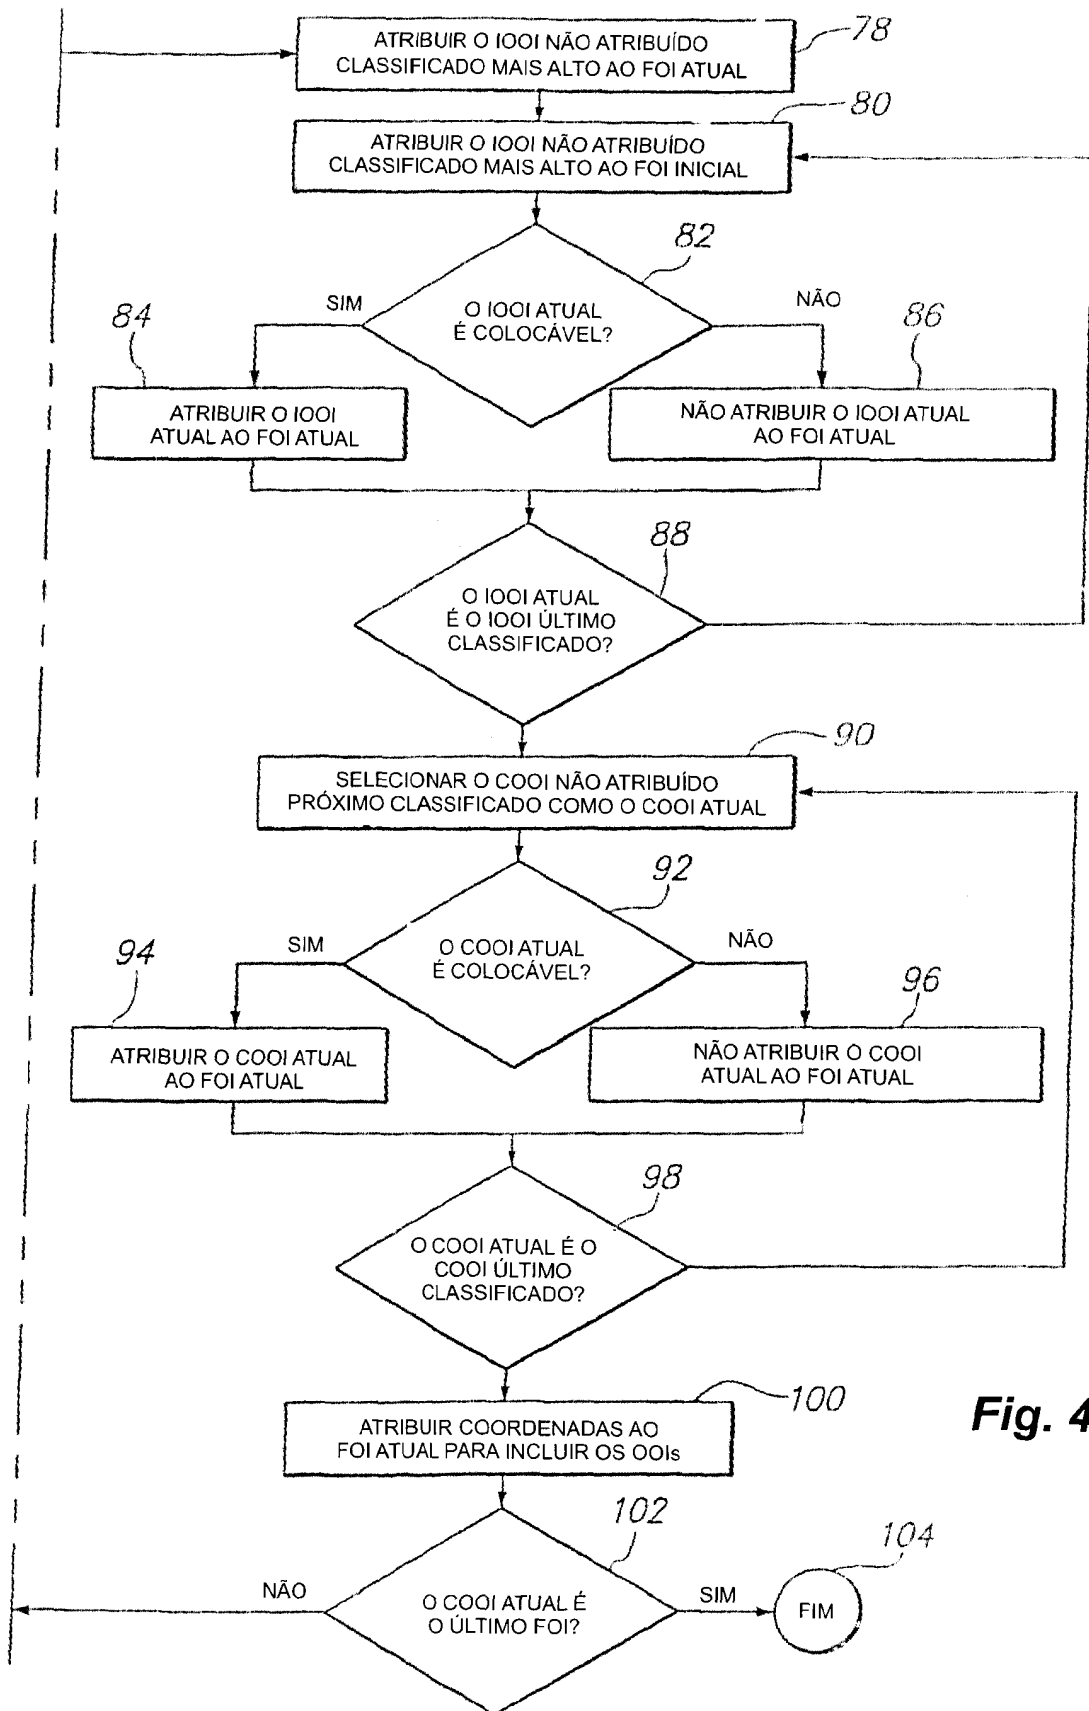 ATRIBUIR O IOOI NÃO ATRIBUÍDO
CLASSIFICADO MAIS ALTO AO FOI ATUAL
78
80
ATRIBUIR O IOOI NÃO ATRIBUÍDO
CLASSIFICADO MAIS ALTO AO FOI INICIAL
82
SIM
NÃO
O IOOI ATUAL
É COLOCÁVEL?
84
86
ATRIBUIR O IOOI
ATUAL AO FOI ATUAL
NÃO ATRIBUIR O IOOI ATUAL
AO FOI ATUAL
88
O IOOI ATUAL
É O IOOI ÚLTIMO
CLASSIFICADO?
90
SELECIONAR O COOI NÃO ATRIBUÍDO
PRÓXIMO CLASSIFICADO COMO O COOI ATUAL
92
SIM
NÃO
O COOI ATUAL
É COLOCÁVEL?
94
96
ATRIBUIR O COOI ATUAL
AO FOI ATUAL
NÃO ATRIBUIR O COOI
ATUAL AO FOI ATUAL
98
O COOI ATUAL É O
COOI ÚLTIMO
CLASSIFICADO?
100
ATRIBUIR COORDENADAS AO
FOI ATUAL PARA INCLUIR OS OOIs
Fig. 4
102
104
NÃO
O COOI ATUAL É
O ÚLTIMO FOI?
SIM
FIM